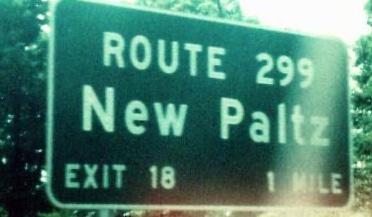 ROUTE 299
New Paltz
EXIT 18 1 MILE